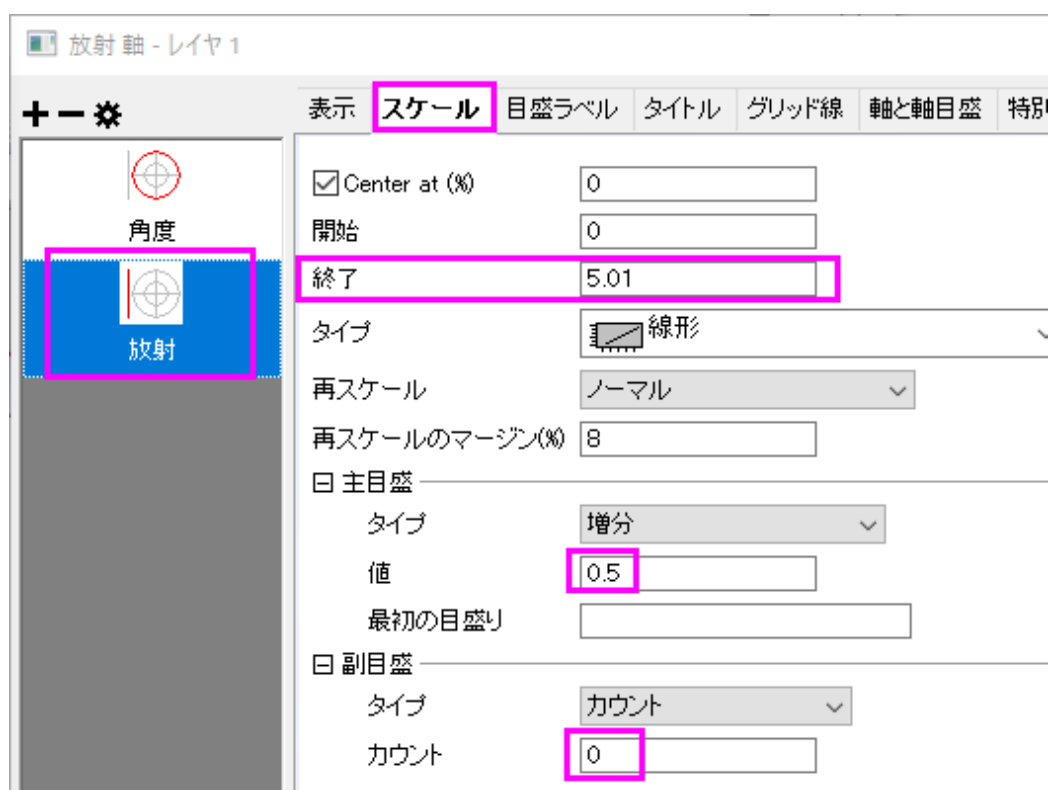 放射 軸 - レイヤ 1
表示 スケール 目盛ラベル タイトル グリッド線 軸と軸目盛 特別
角度
放射
Center at (%) 0
開始 0
終了 5.01
タイプ 線形
再スケール ノーマル
再スケールのマージン(%) 8
主目盛
タイプ 増分
値 0.5
最初の目盛り
副目盛
タイプ カウント
カウント 0